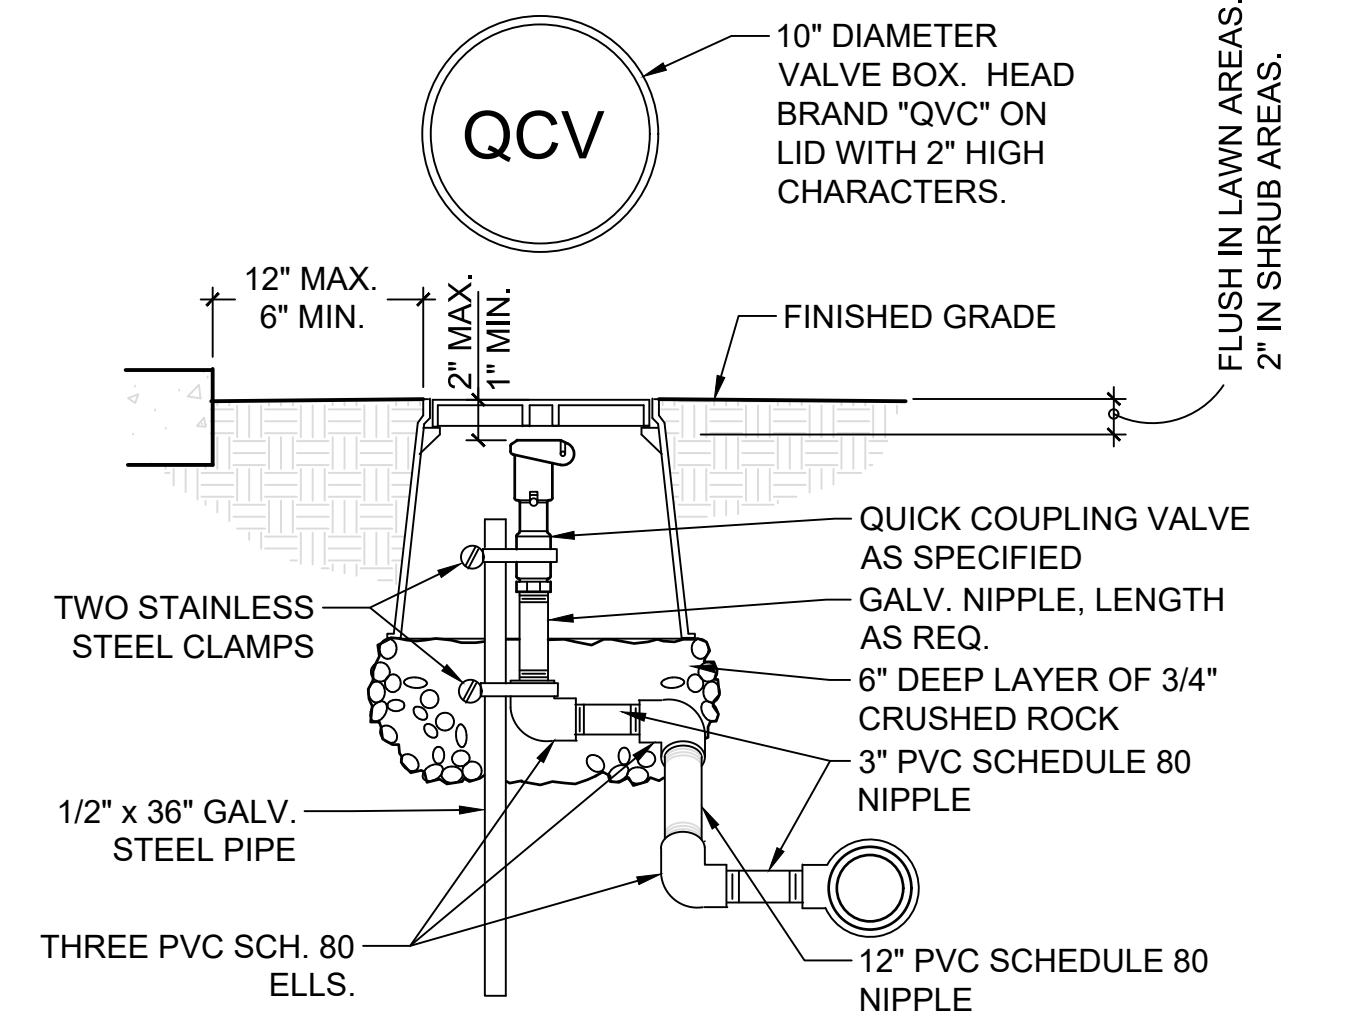 QCV
10" DIAMETER
VALVE BOX. HEAD
BRAND "QVC" ON
LID WITH 2" HIGH
CHARACTERS.
FLUSH IN LAWN AREAS.
2" IN SHRUB AREAS.
12" MAX.
6" MIN.
2" MAX.
1" MIN.
FINISHED GRADE
QUICK COUPLING VALVE
AS SPECIFIED
GALV. NIPPLE, LENGTH
AS REQ.
6" DEEP LAYER OF 3/4"
CRUSHED ROCK
3" PVC SCHEDULE 80
NIPPLE
12" PVC SCHEDULE 80
NIPPLE
TWO STAINLESS
STEEL CLAMPS
1/2" x 36" GALV.
STEEL PIPE
THREE PVC SCH. 80
ELLS.